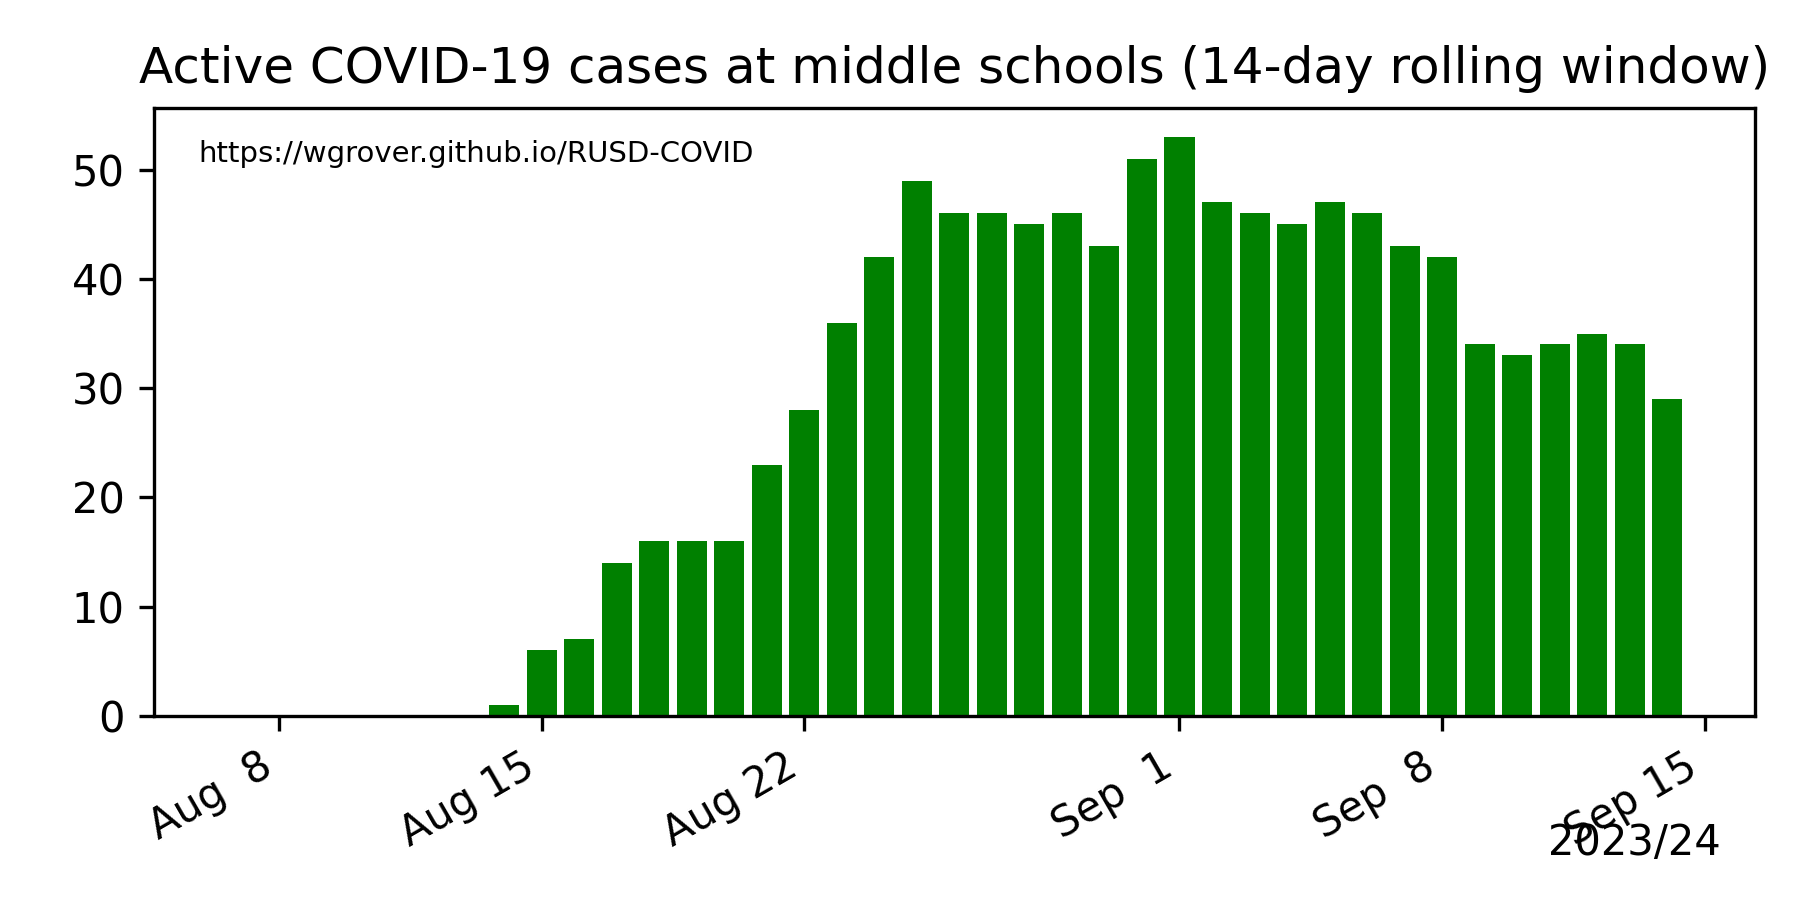 Active COVID-19 cases at middle schools (14-day rolling window)
https://wgrover.github.io/RUSD-COVID
50
40
30
20
10
0
Aug 8
Aug 15
Aug 22
Sep 1
Sep 8
Sep 15
2023/24